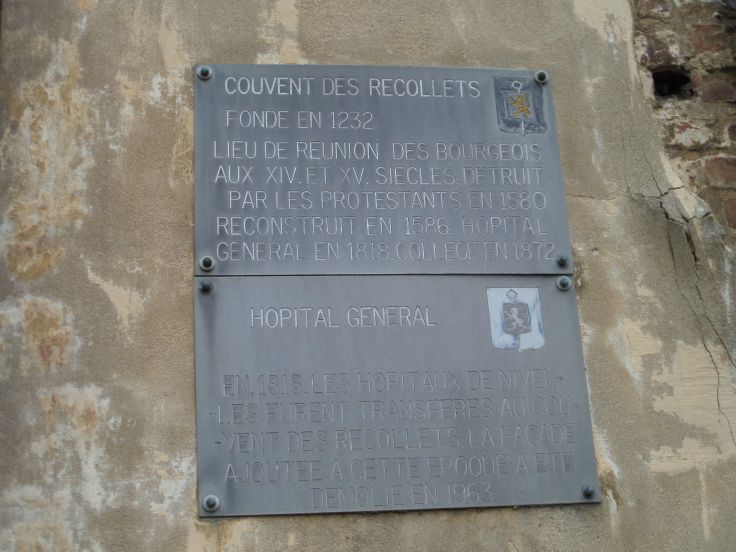 COUVENT DES RECOLLETS
FONDE EN 1232
LIEU DE REUNION DES BOURGEOIS
AUX XIV. ET XV. SIECLES. DETRUIT
PAR LES PROTESTANTS EN 1580
RECONSTRUIT EN 1586. HOPITAL
GENERAL EN 1818. COLLEGE EN 1872.
HOPITAL GENERAL
EN. 1818. LES HOPITAUX DE NIVEL-
-LES FURENT TRANSFERES AU COU-
-VENT DES RECOLLETS. LA FAÇADE
AJOUTEE A CETTE EPOQUE A ETE
DEMOLIE EN 1963.